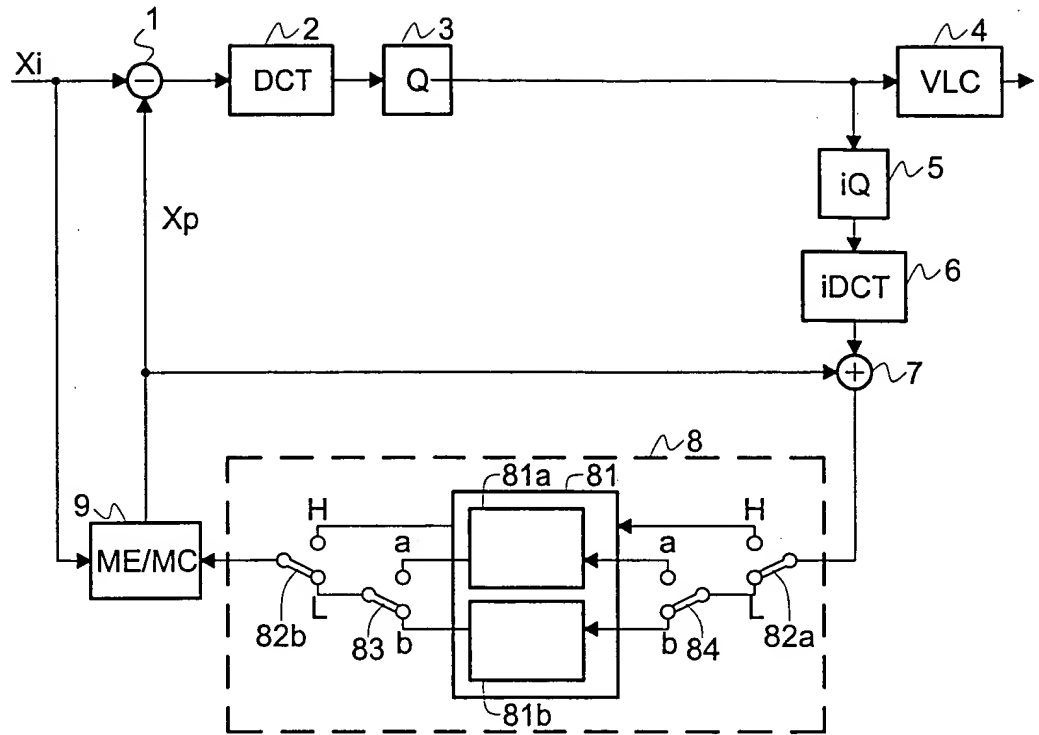 1
2
3
4
Xi
−
DCT
Q
VLC
iQ
5
Xp
iDCT
6
+
7
8
81a
81
9
H
H
ME/MC
a
a
L
L
82b
83
b
b
84
82a
81b